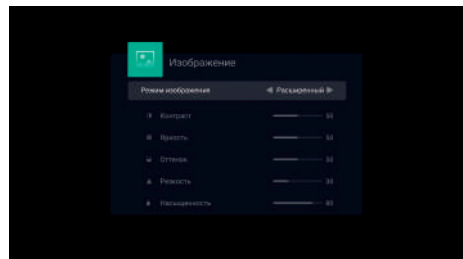 Изображение
Режим изображения ◀ Расширенный ▶
Контраст
Яркость
Оттенок
Резкость
Насыщенность